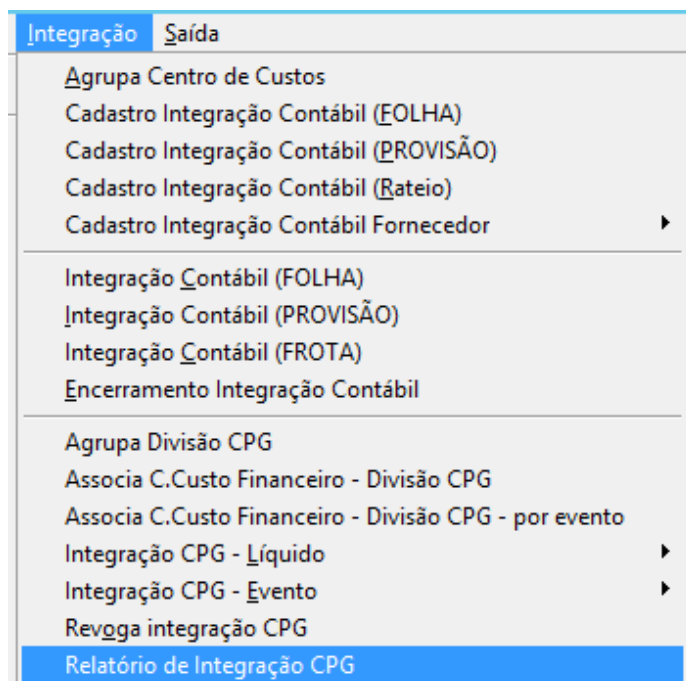 Integração Saída
Agrupa Centro de Custos
Cadastro Integração Contábil (FOLHA)
Cadastro Integração Contábil (PROVISÃO)
Cadastro Integração Contábil (Rateio)
Cadastro Integração Contábil Fornecedor
Integração Contábil (FOLHA)
Integração Contábil (PROVISÃO)
Integração Contábil (FROTA)
Encerramento Integração Contábil
Agrupa Divisão CPG
Associa C.Custo Financeiro - Divisão CPG
Associa C.Custo Financeiro - Divisão CPG - por evento
Integração CPG - Líquido
Integração CPG - Evento
Revoga integração CPG
Relatório de Integração CPG